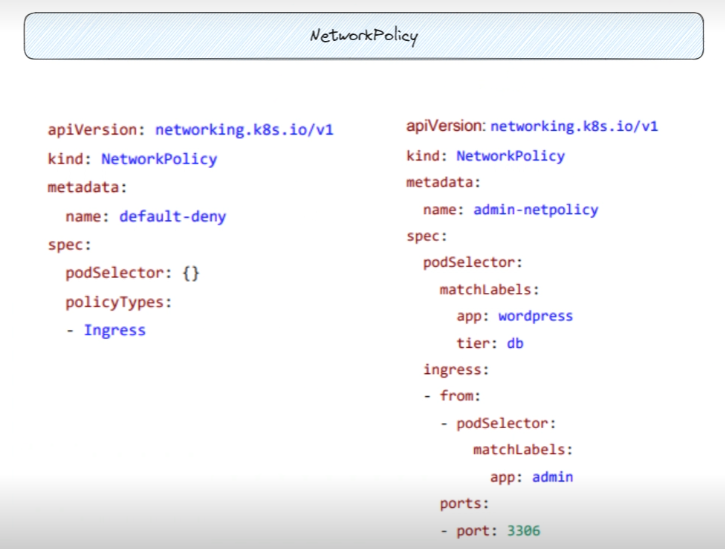 NetworkPolicy
apiVersion: networking.k8s.io/v1
kind: NetworkPolicy
metadata:
  name: default-deny
spec:
  podSelector: {}
  policyTypes:
  - Ingress
apiVersion: networking.k8s.io/v1
kind: NetworkPolicy
metadata:
  name: admin-netpolicy
spec:
  podSelector:
    matchLabels:
      app: wordpress
      tier: db
  ingress:
  - from:
    - podSelector:
        matchLabels:
          app: admin
    ports:
    - port: 3306